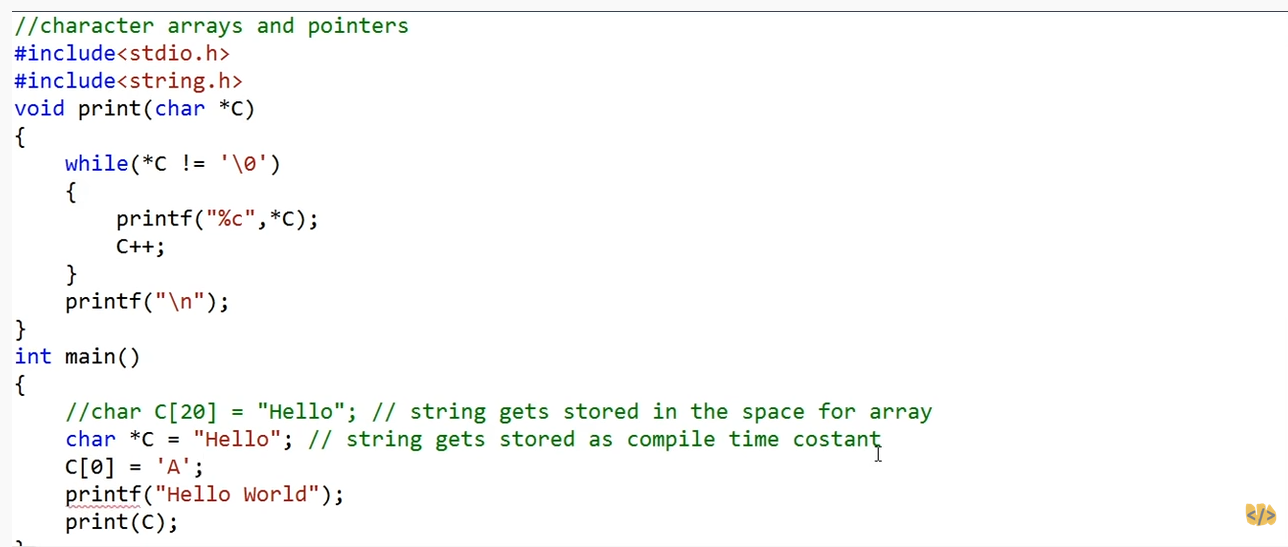 //character arrays and pointers
#include<stdio.h>
#include<string.h>
void print(char *C)
{
    while(*C != '\0')
    {
        printf("%c",*C);
        C++;
    }
    printf("\n");
}
int main()
{
    //char C[20] = "Hello"; // string gets stored in the space for array
    char *C = "Hello"; // string gets stored as compile time costant
    C[0] = 'A';
    printf("Hello World");
    print(C);